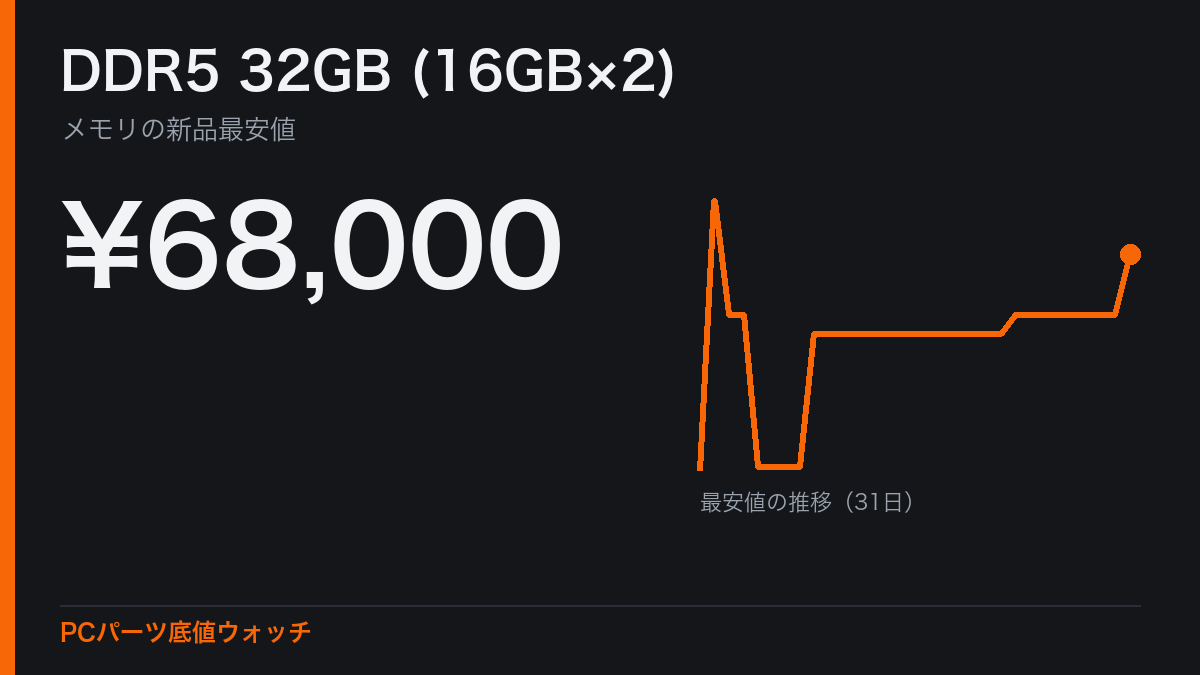 DDR5 32GB (16GB×2)
メモリの新品最安値
¥68,000
最安値の推移（31日）
PCパーツ底値ウォッチ